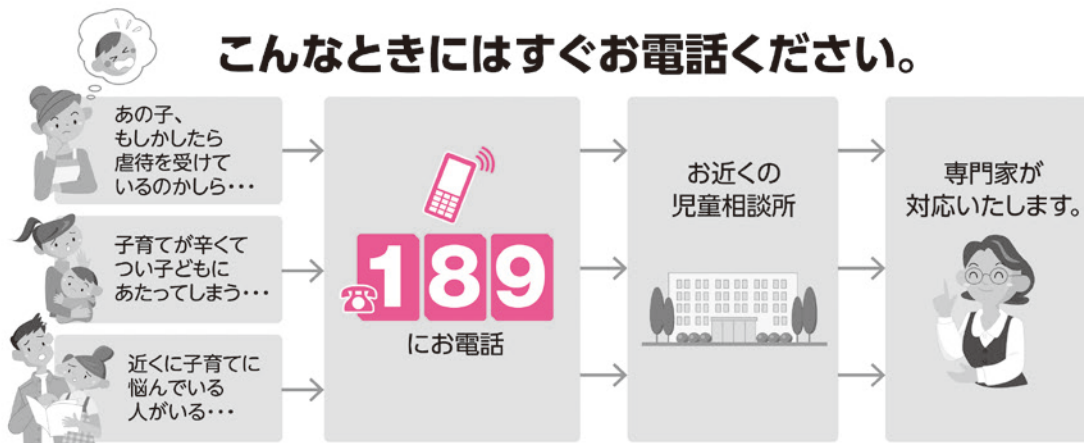 こんなときにはすぐお電話ください。
あの子、
もしかしたら
虐待を受けて
いるのかしら・・・
子育てが辛くて
つい子どもに
あたってしまう・・・
近くに子育てに
悩んでいる
人がいる・・・
189
にお電話
お近くの
児童相談所
専門家が
対応いたします。